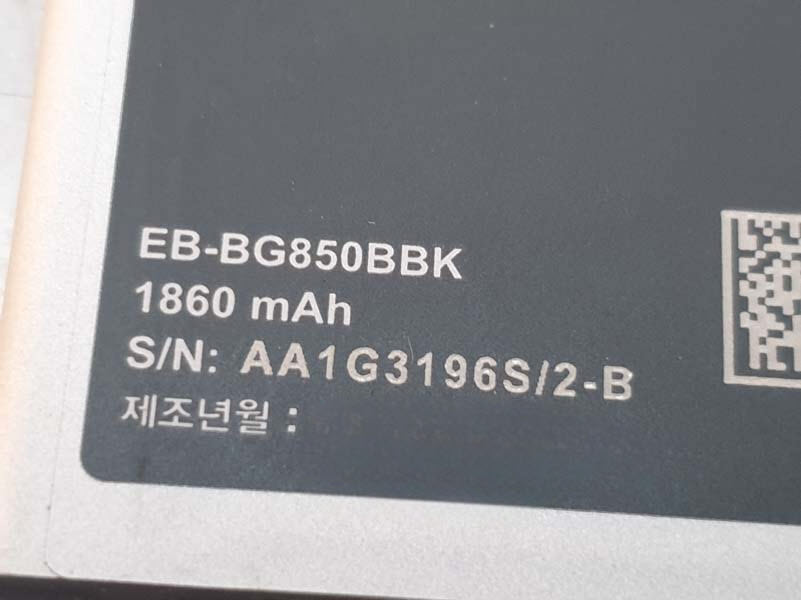 EB-BG850BBK
1860 mAh
S/N: AA1G3196S/2-B
제조년월 :